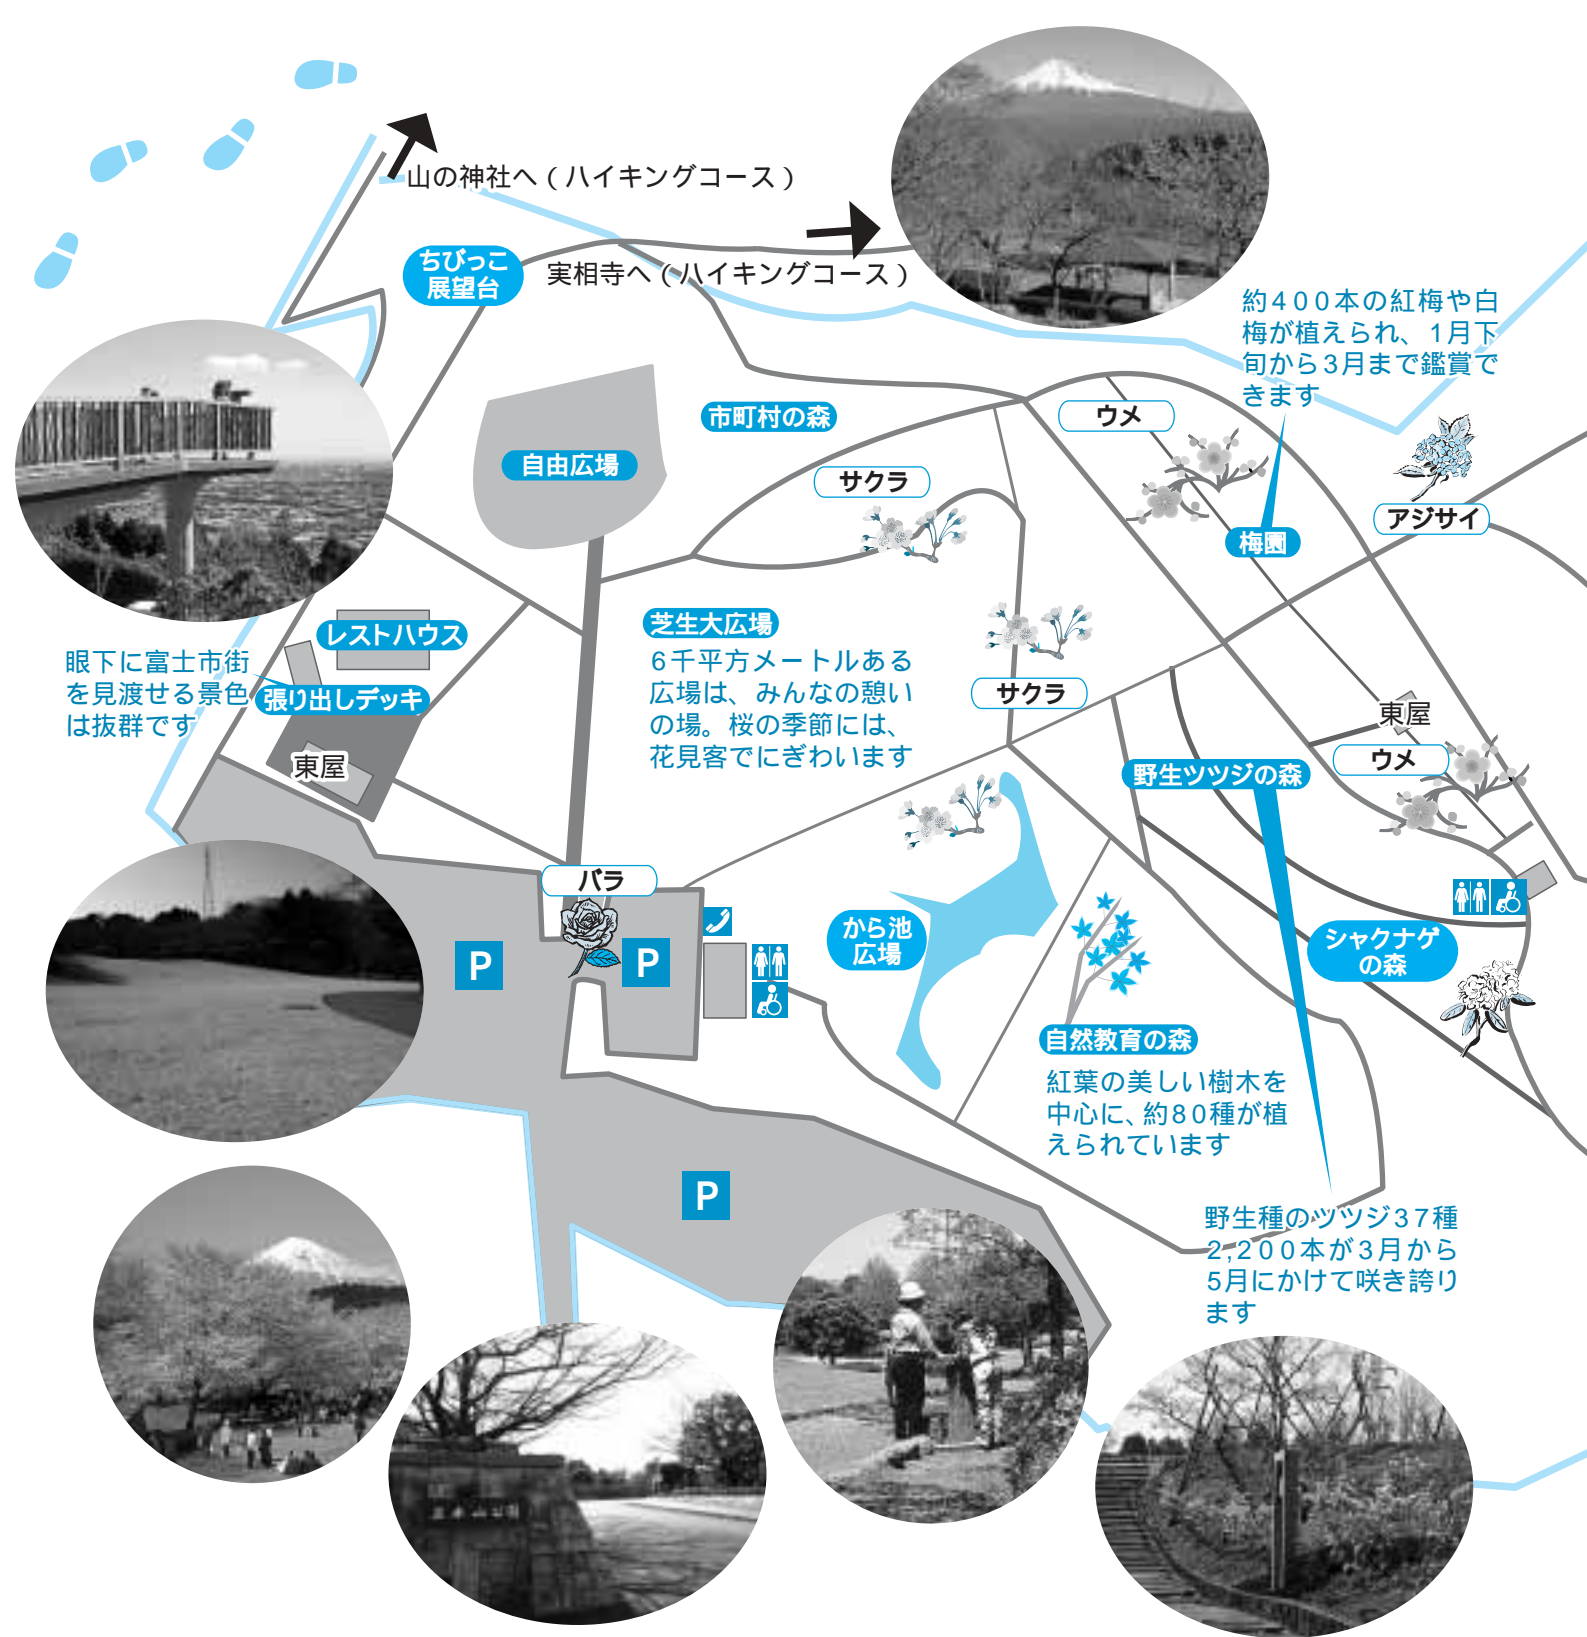 山の神社へ(ハイキングコース)
実相寺へ(ハイキングコース)
ちびっこ
展望台
約400本の紅梅や白
梅が植えられ、1月下
旬から3月まで鑑賞で
きます
市町村の森
ウメ
自由広場
サクラ
アジサイ
梅園
レストハウス
芝生大広場
6千平方メートルある
広場は、みんなの憩い
の場。桜の季節には、
花見客でにぎわいます
眼下に富士市街
を見渡せる景色
は抜群です
張り出しデッキ
サクラ
東屋
東屋
ウメ
野生ツツジの森
バラ
から池
広場
シャクナゲ
の森
P
P
自然教育の森
紅葉の美しい樹木を
中心に、約80種が植
えられています
P
野生種のツツジ37種
2,200本が3月から
5月にかけて咲き誇り
ます